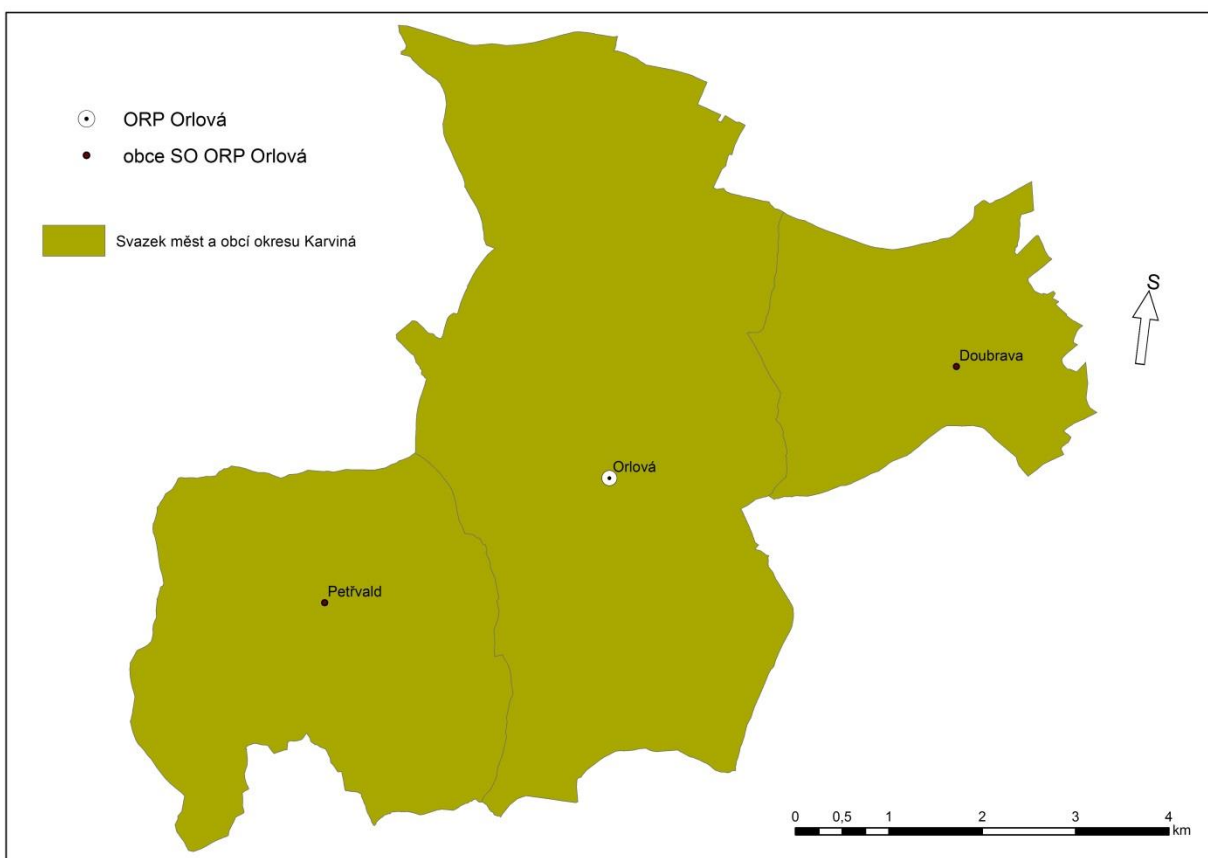 ORP Orlová
obce SO ORP Orlová
Svazek měst a obcí okresu Karviná
S
Doubrava
Orlová
Petřvald
0 0,5 1 2 3 4
km